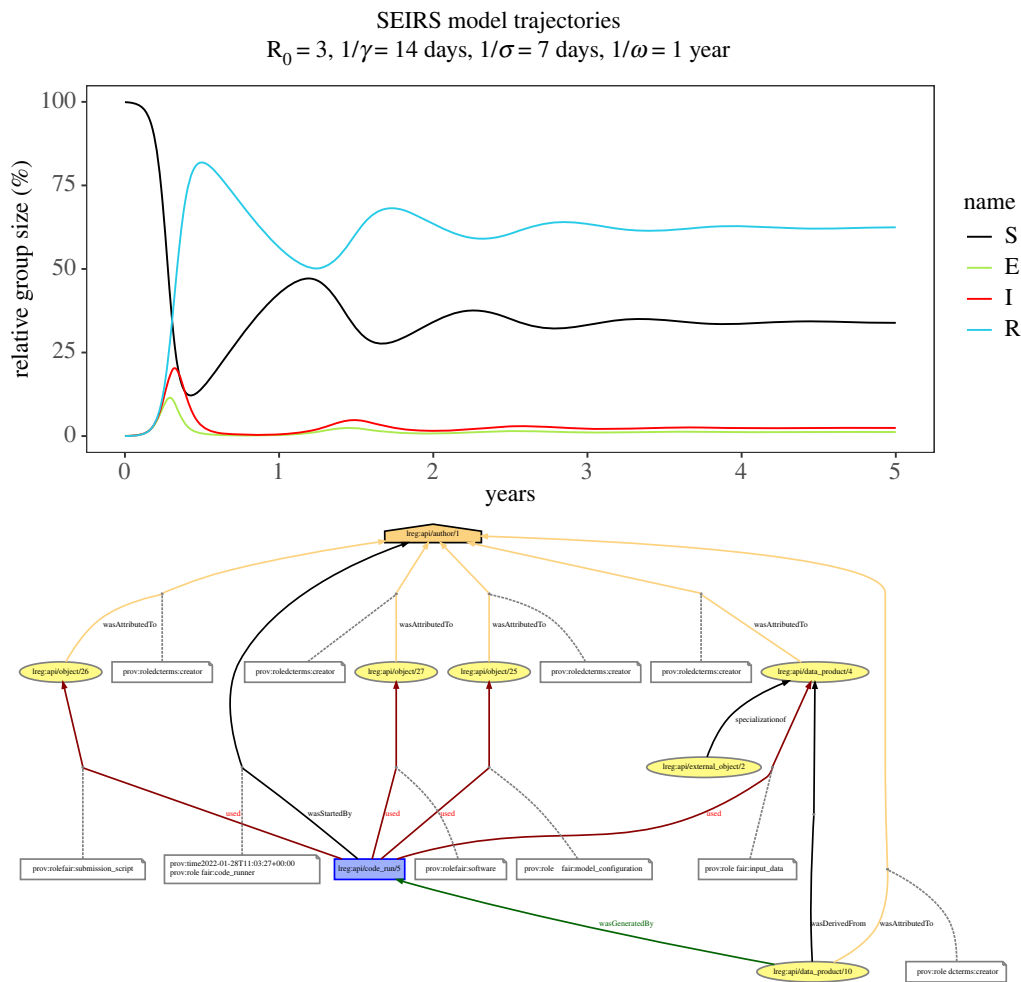 SEIRS model trajectories
R0 = 3, 1/γ = 14 days, 1/σ = 7 days, 1/ω = 1 year
relative group size (%)
100
75
50
25
0
0 1 2 3 4 5
years
name
S
E
I
R
lreg:api/author/1
wasAttributedTo wasAttributedTo wasAttributedTo wasAttributedTo
lreg:api/object/26 prov:roledcterms:creator prov:roledcterms:creator lreg:api/object/27 lreg:api/object/25 prov:roledcterms:creator prov:roledcterms:creator lreg:api/data_product/4
specializationof
lreg:api/external_object/2
used wasStartedBy used used used
prov:rolefair:submission_script
prov:time2022-01-28T11:03:27+00:00
prov:role fair:code_runner
lreg:api/code_run/5 prov:rolefair:software prov:role fair:model_configuration prov:role fair:input_data
wasGeneratedBy wasDerivedFrom wasAttributedTo
lreg:api/data_product/10 prov:role dcterms:creator